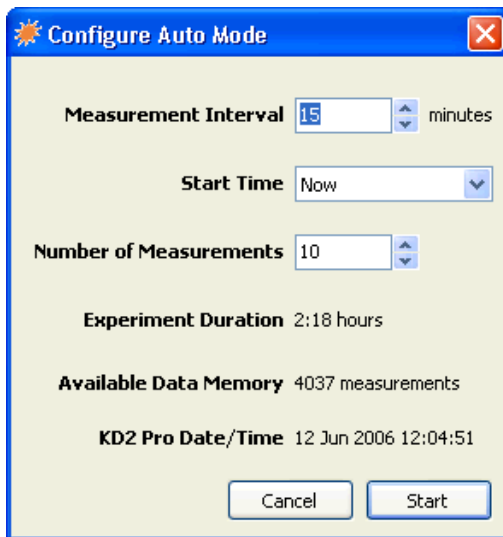 Configure Auto Mode
Measurement Interval 15 minutes
Start Time Now
Number of Measurements 10
Experiment Duration 2:18 hours
Available Data Memory 4037 measurements
KD2 Pro Date/Time 12 Jun 2006 12:04:51
Cancel Start